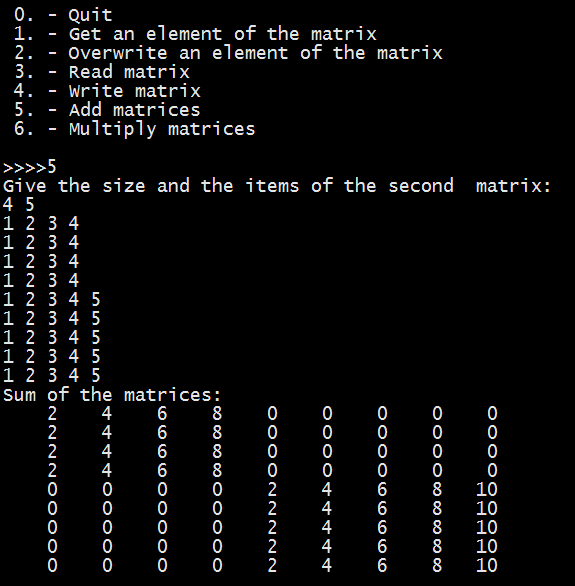 0. - Quit
1. - Get an element of the matrix
2. - Overwrite an element of the matrix
3. - Read matrix
4. - Write matrix
5. - Add matrices
6. - Multiply matrices
>>>>5
Give the size and the items of the second  matrix:
4 5
1 2 3 4
1 2 3 4
1 2 3 4
1 2 3 4
1 2 3 4 5
1 2 3 4 5
1 2 3 4 5
1 2 3 4 5
1 2 3 4 5
Sum of the matrices:
2 4 6 8 0 0 0 0 0
2 4 6 8 0 0 0 0 0
2 4 6 8 0 0 0 0 0
2 4 6 8 0 0 0 0 0
0 0 0 0 2 4 6 8 10
0 0 0 0 2 4 6 8 10
0 0 0 0 2 4 6 8 10
0 0 0 0 2 4 6 8 10
0 0 0 0 2 4 6 8 10